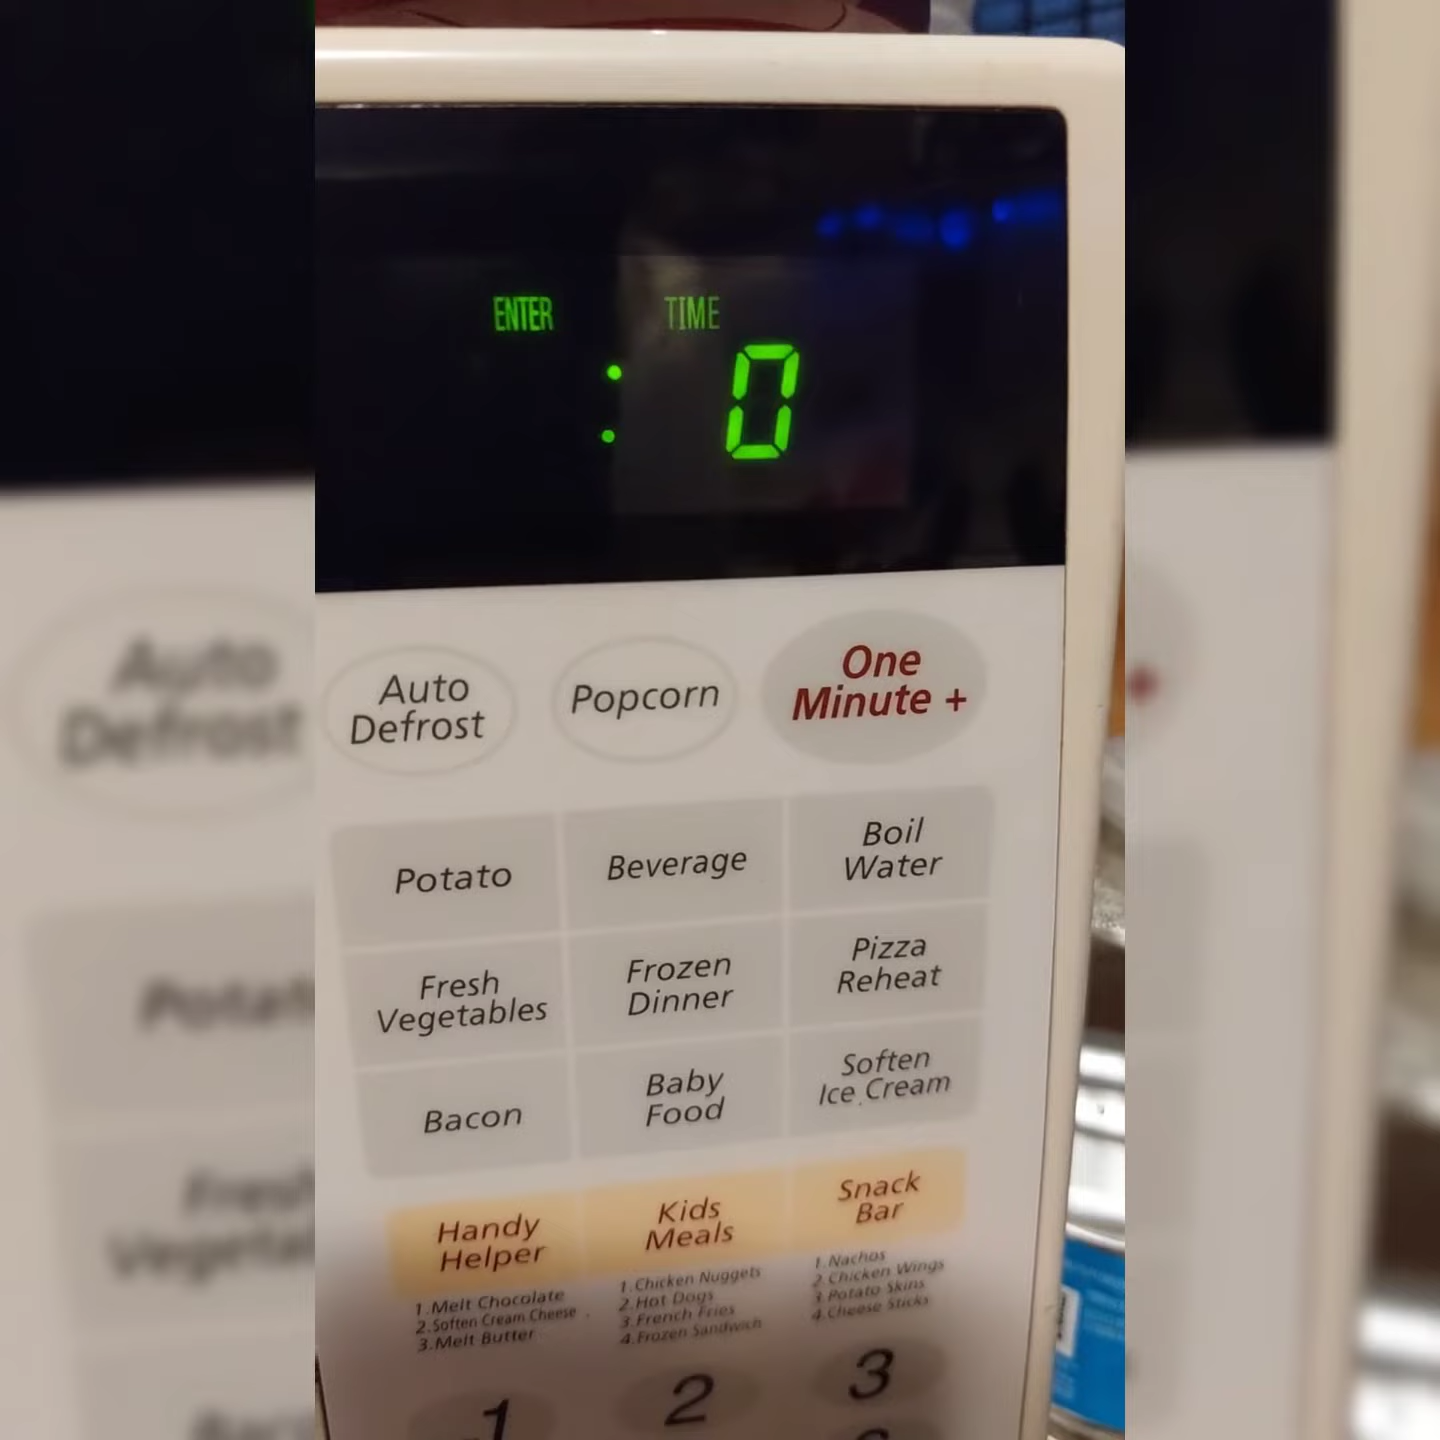 ENTER TIME
: 0
Auto Defrost
Popcorn
One Minute +
Potato
Beverage
Boil Water
Fresh Vegetables
Frozen Dinner
Pizza Reheat
Bacon
Baby Food
Soften Ice Cream
Handy Helper
Kids Meals
Snack Bar
1.Melt Chocolate
2.Soften Cream Cheese
3.Melt Butter
1.Chicken Nuggets
2.Hot Dogs
3.French Fries
4.Frozen Sandwich
1.Nachos
2.Chicken Wings
3.Potato Skins
4.Cheese Sticks
1
2
3